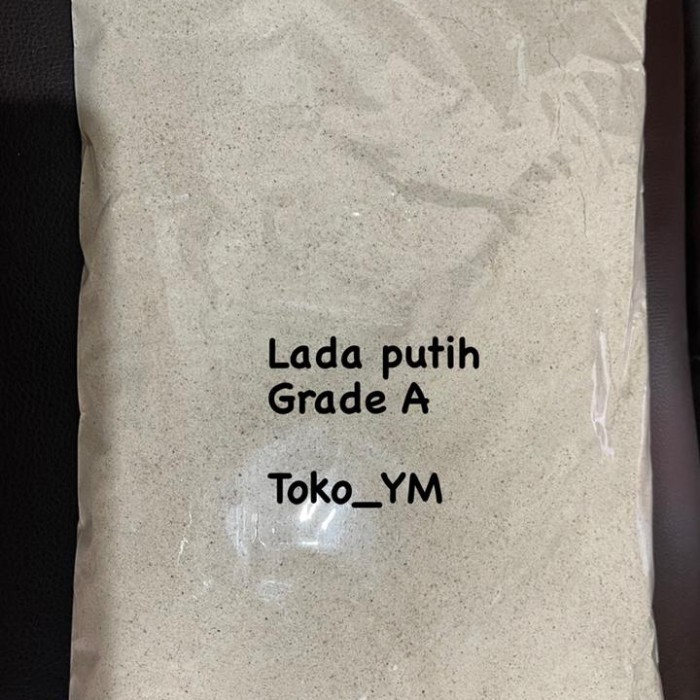 Lada putih
Grade A
Toko_YM